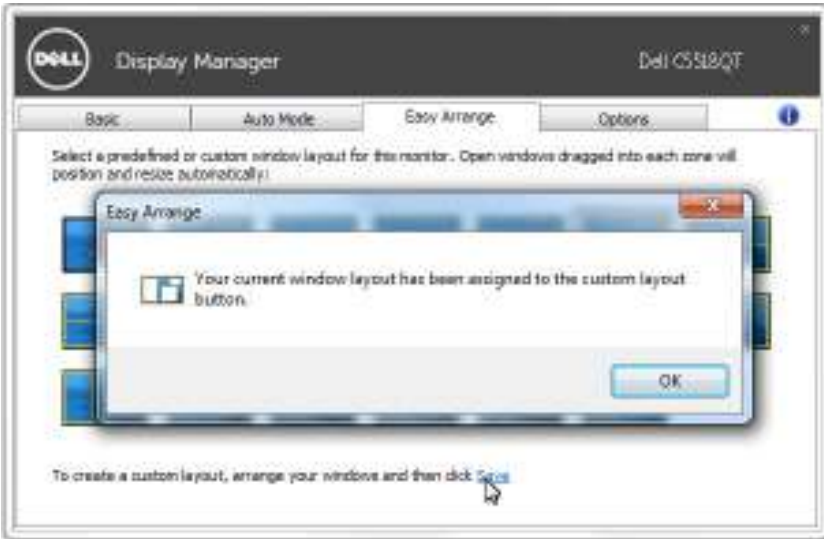 DELL
Display Manager
Dell C5518QT
Basic
Auto Mode
Easy Arrange
Options
Select a predefined or custom window layout for this monitor. Open windows dragged into each zone will
position and resize automatically:
Easy Arrange
Your current window layout has been assigned to the custom layout
button.
OK
To create a custom layout, arrange your windows and then click Save